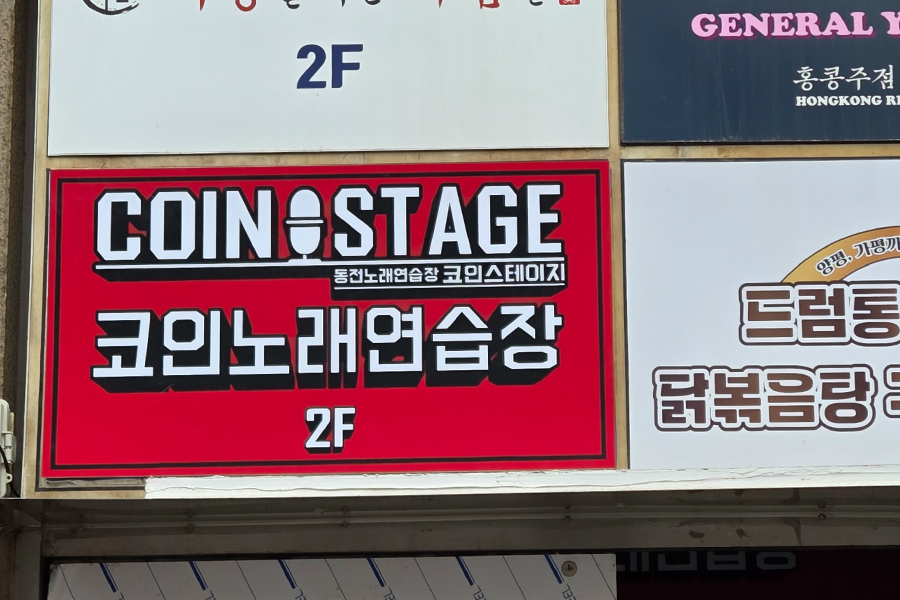 2F
GENERAL
홍콩주점
HONGKONG
COIN STAGE
동전노래연습장 코인스테이지
코인노래연습장
2F
양평, 가평
드럼통
닭볶음탕